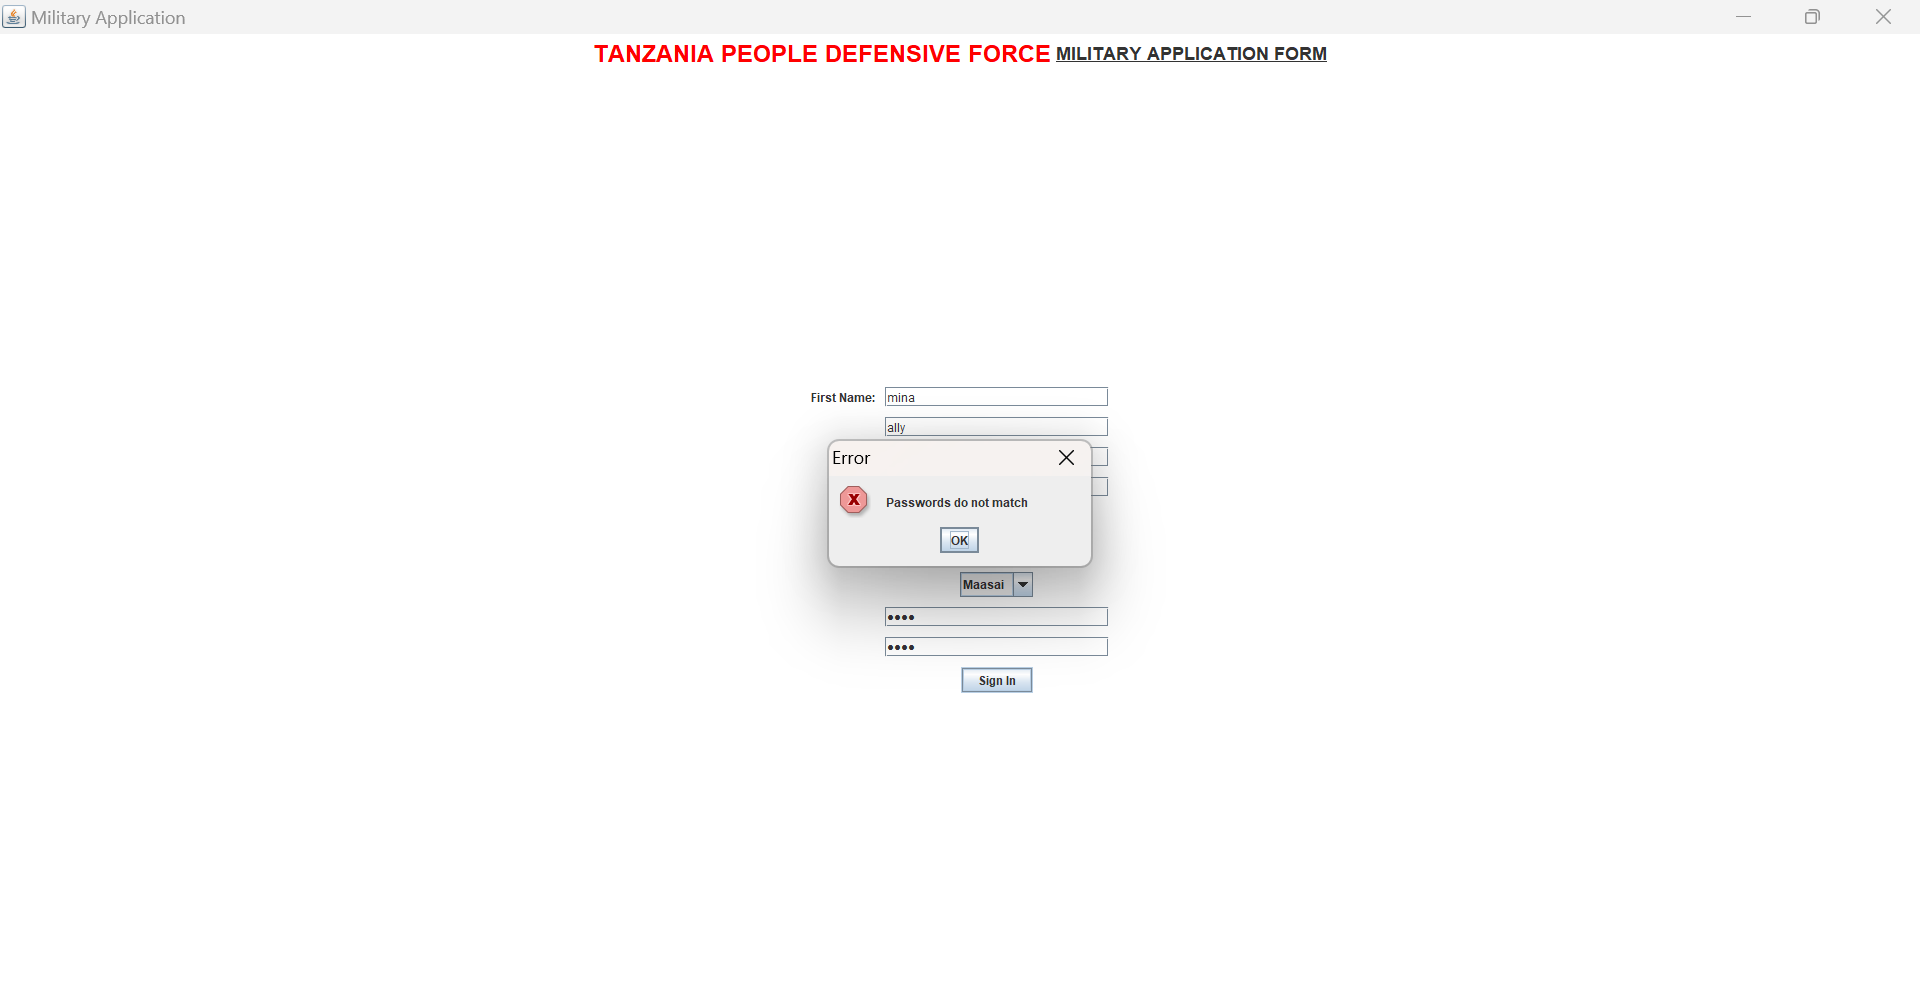 Military Application
TANZANIA PEOPLE DEFENSIVE FORCE MILITARY APPLICATION FORM
First Name: mina
ally
Error
Passwords do not match
OK
Maasai
••••
••••
Sign In